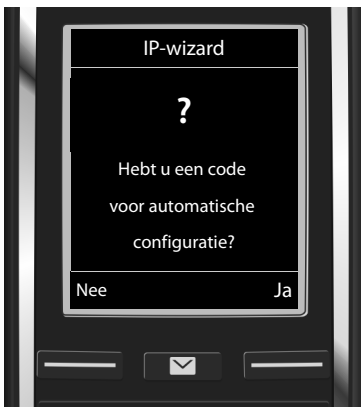 IP-wizard
?
Hebt u een code
voor automatische
configuratie?
Nee Ja